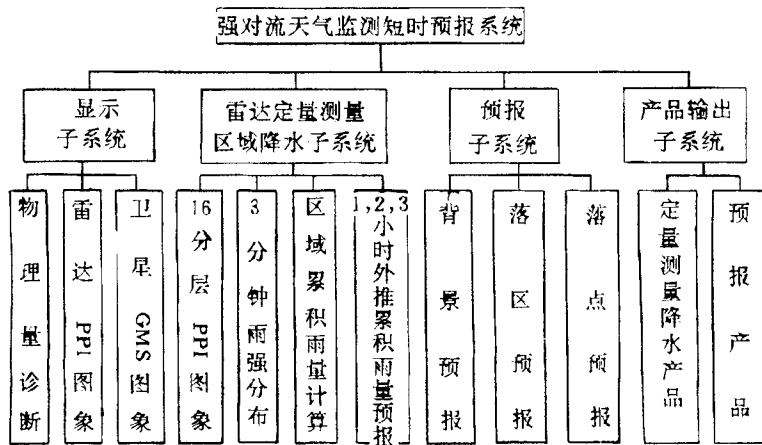 强对流天气监测短时预报系统
显示
子系统
雷达定量测量
区域降水子系统
预报
子系统
产品输出
子系统
物理量诊断
雷达PPI图象
卫星GMS图象
16分层PPI图象
3分钟雨强分布
区域累积雨量计算
1,2,3小时外推累积雨量预报
背景预报
落区预报
落点预报
定量测量降水产品
预报产品